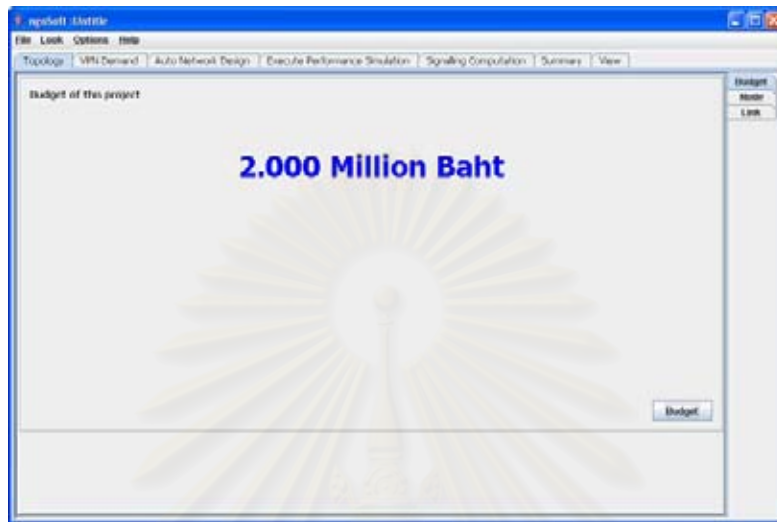 npsSoft :Untitle
File Look Options Help
Topology VPN Demand Auto Network Design Execute Performance Simulation Signalling Computation Summary View
Budget
Node
Link
Budget of this project
2.000 Million Baht
Budget